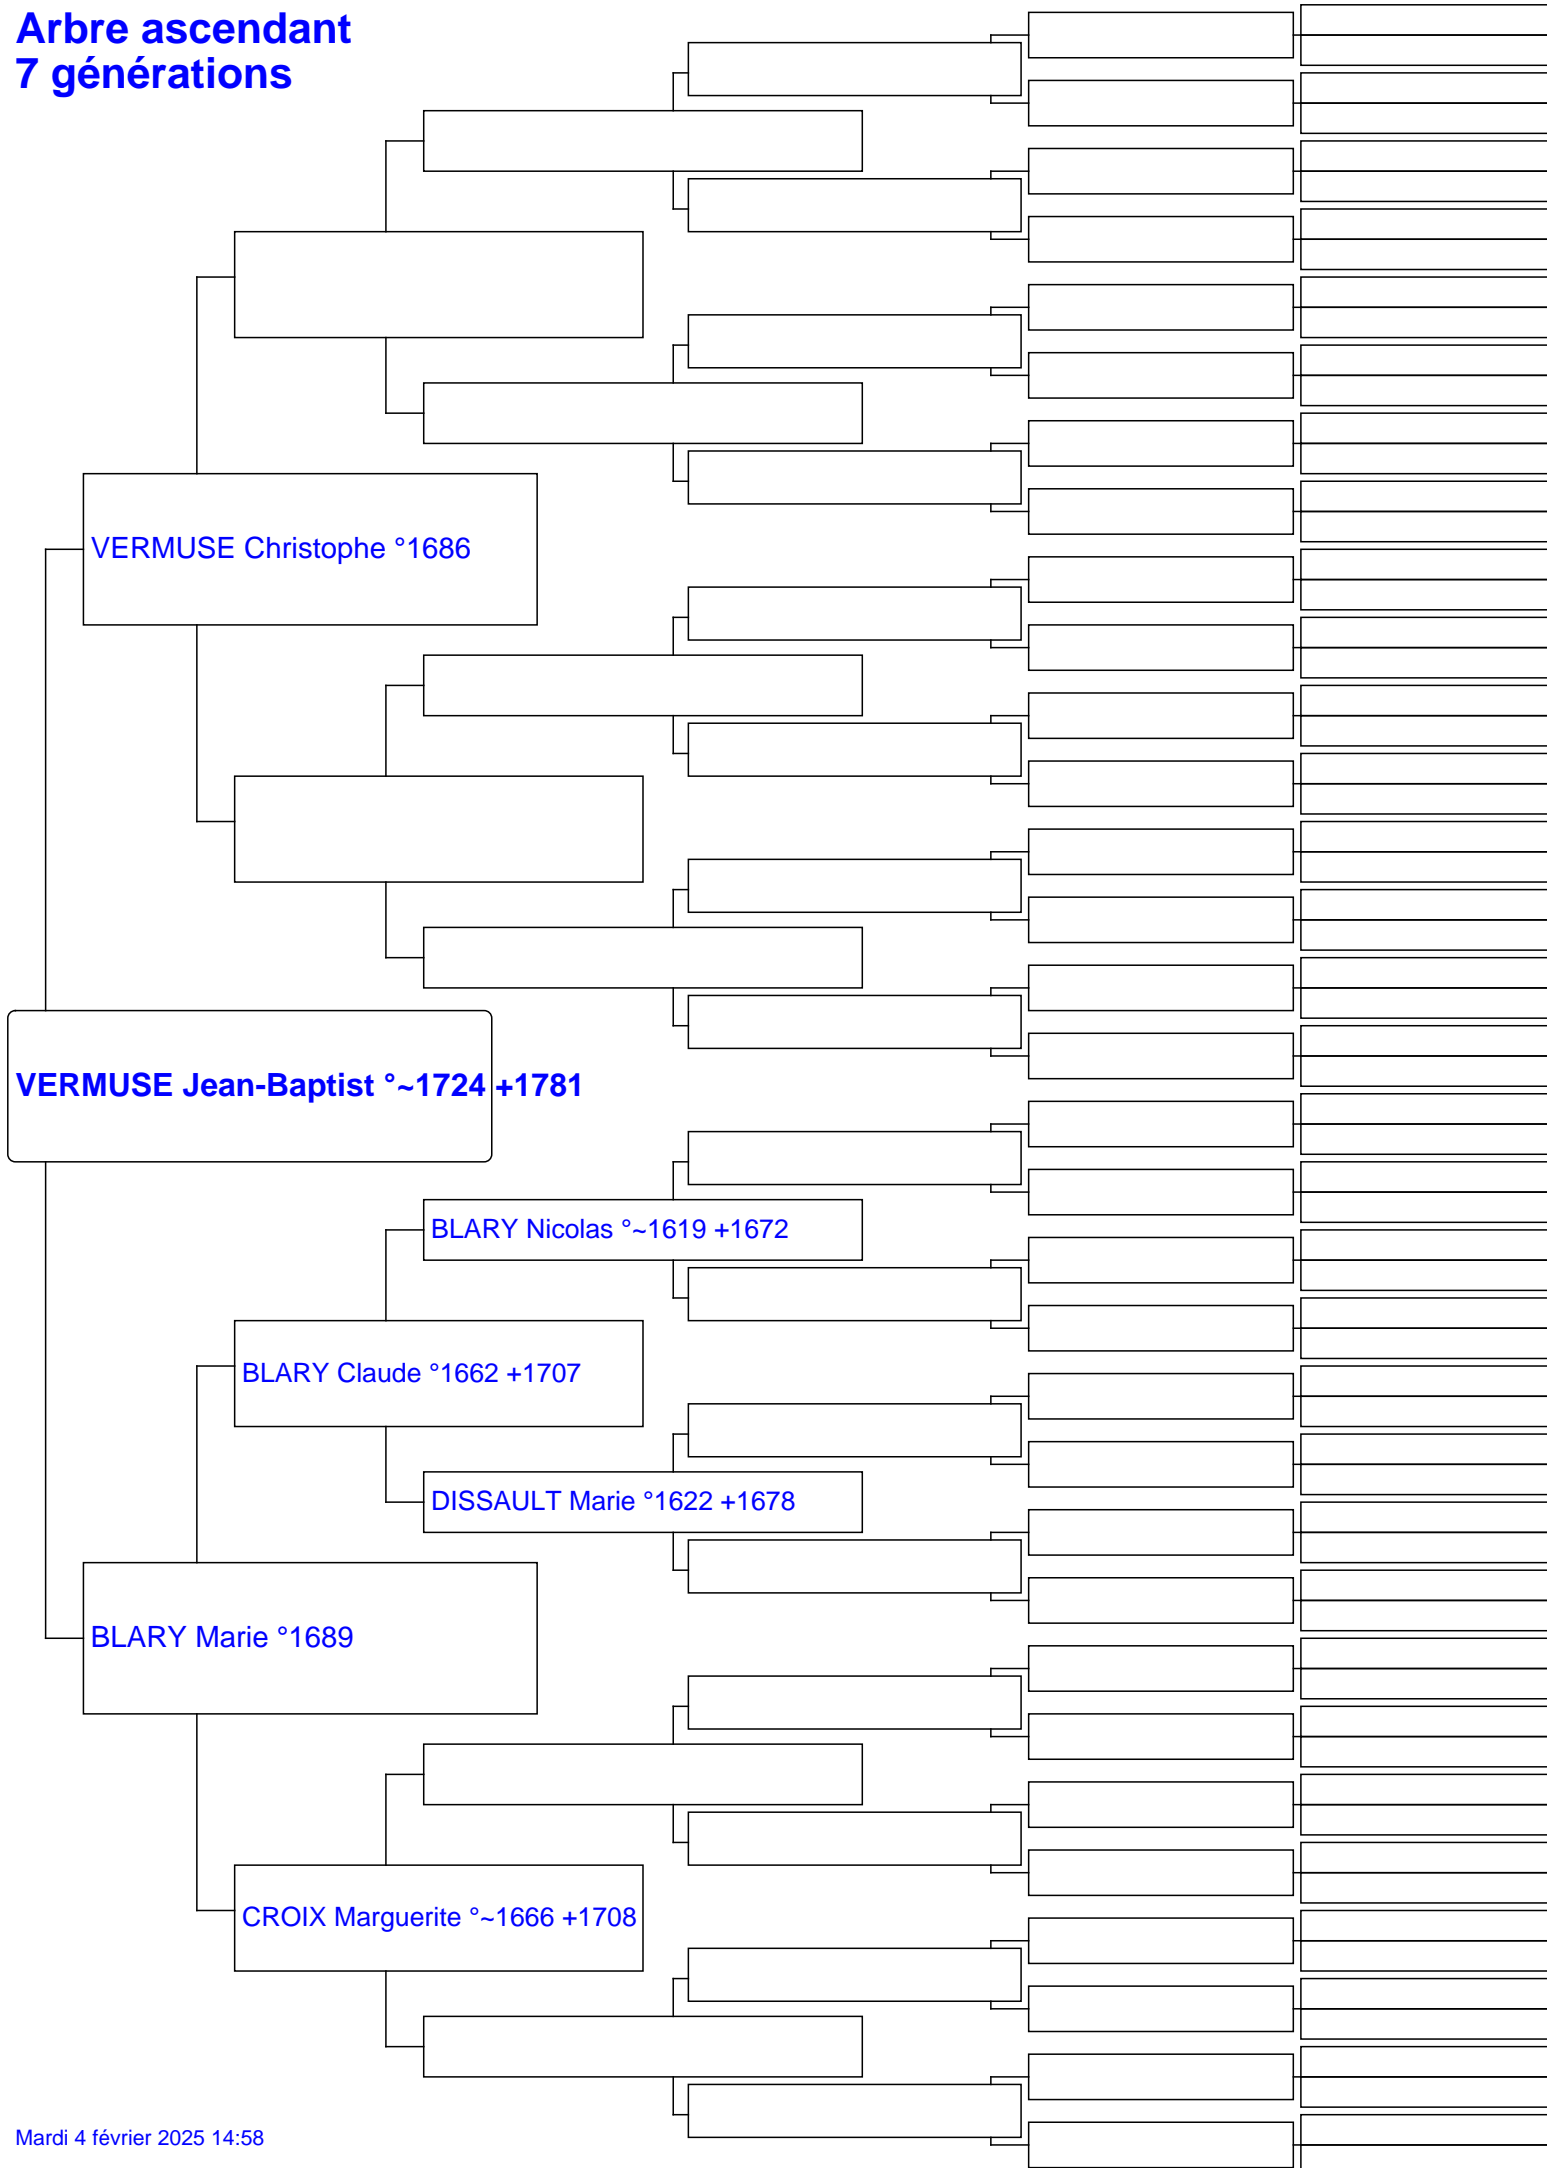 Arbre ascendant
7 générations
VERMUSE Christophe °1686
VERMUSE Jean-Baptist °~1724 +1781
BLARY Nicolas °~1619 +1672
BLARY Claude °1662 +1707
DISSAULT Marie °1622 +1678
BLARY Marie °1689
CROIX Marguerite °~1666 +1708
Mardi 4 février 2025 14:58